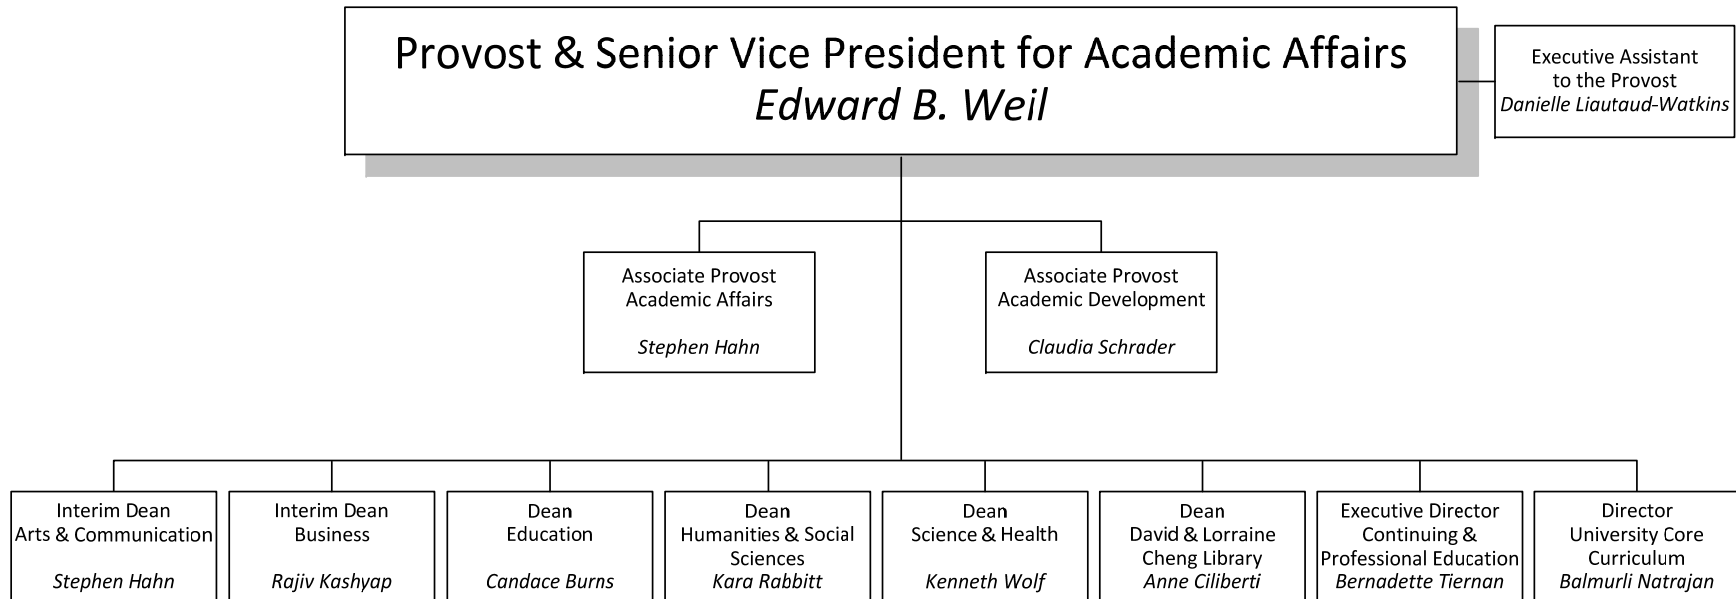 Provost & Senior Vice President for Academic Affairs
Edward B. Weil
Executive Assistant
to the Provost
Danielle Liautaud-Watkins
Associate Provost
Academic Affairs
Stephen Hahn
Associate Provost
Academic Development
Claudia Schrader
Interim Dean
Arts & Communication
Stephen Hahn
Interim Dean
Business
Rajiv Kashyap
Dean
Education
Candace Burns
Dean
Humanities & Social
Sciences
Kara Rabbitt
Dean
Science & Health
Kenneth Wolf
Dean
David & Lorraine
Cheng Library
Anne Ciliberti
Executive Director
Continuing &
Professional Education
Bernadette Tiernan
Director
University Core
Curriculum
Balmurli Natrajan